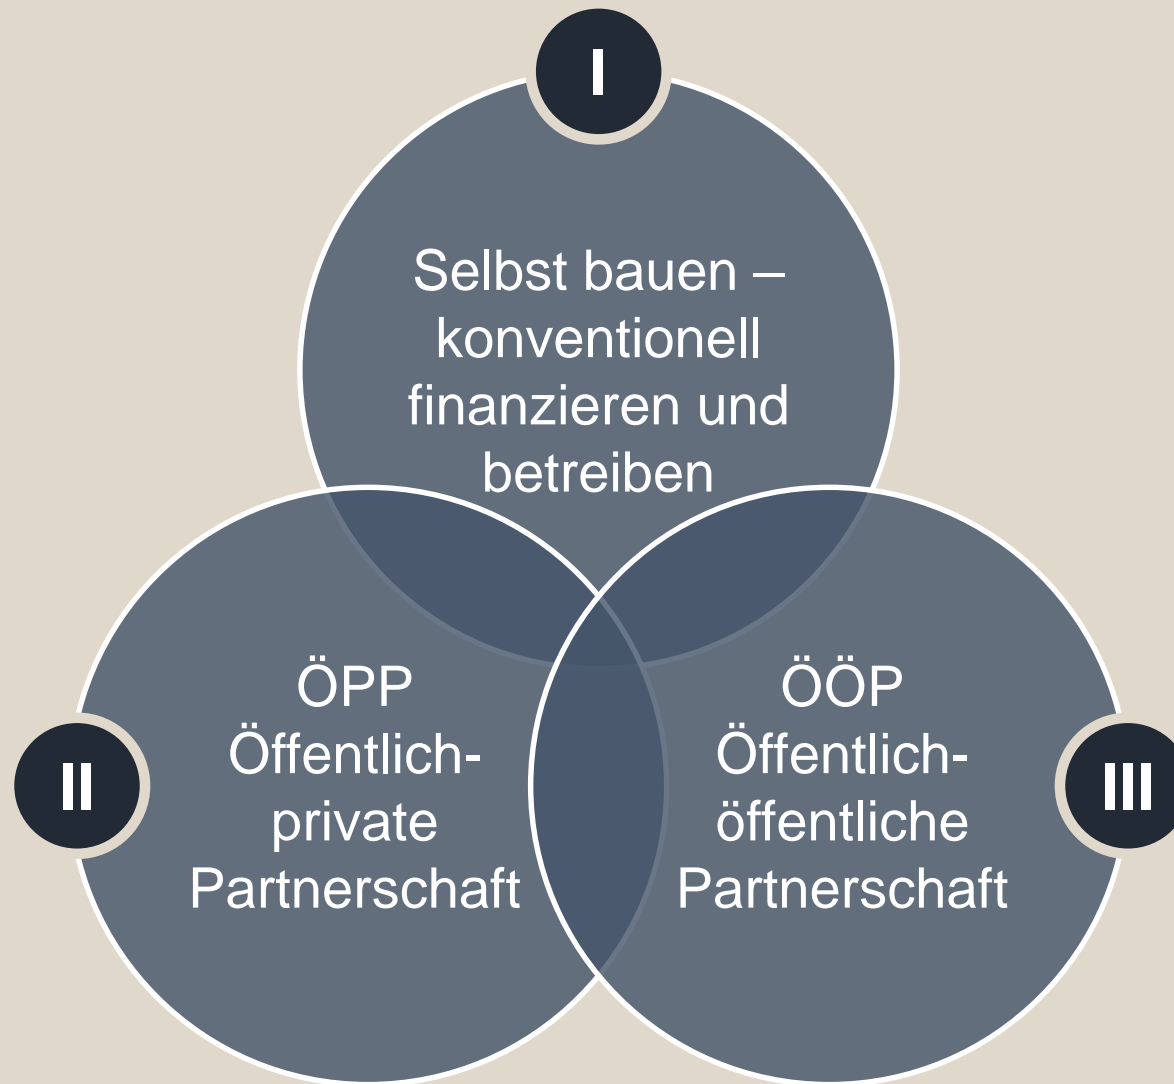 I
Selbst bauen –
konventionell
finanzieren und
betreiben
II
ÖPP
Öffentlich-
private
Partnerschaft
ÖÖP
Öffentlich-
öffentliche
Partnerschaft
III